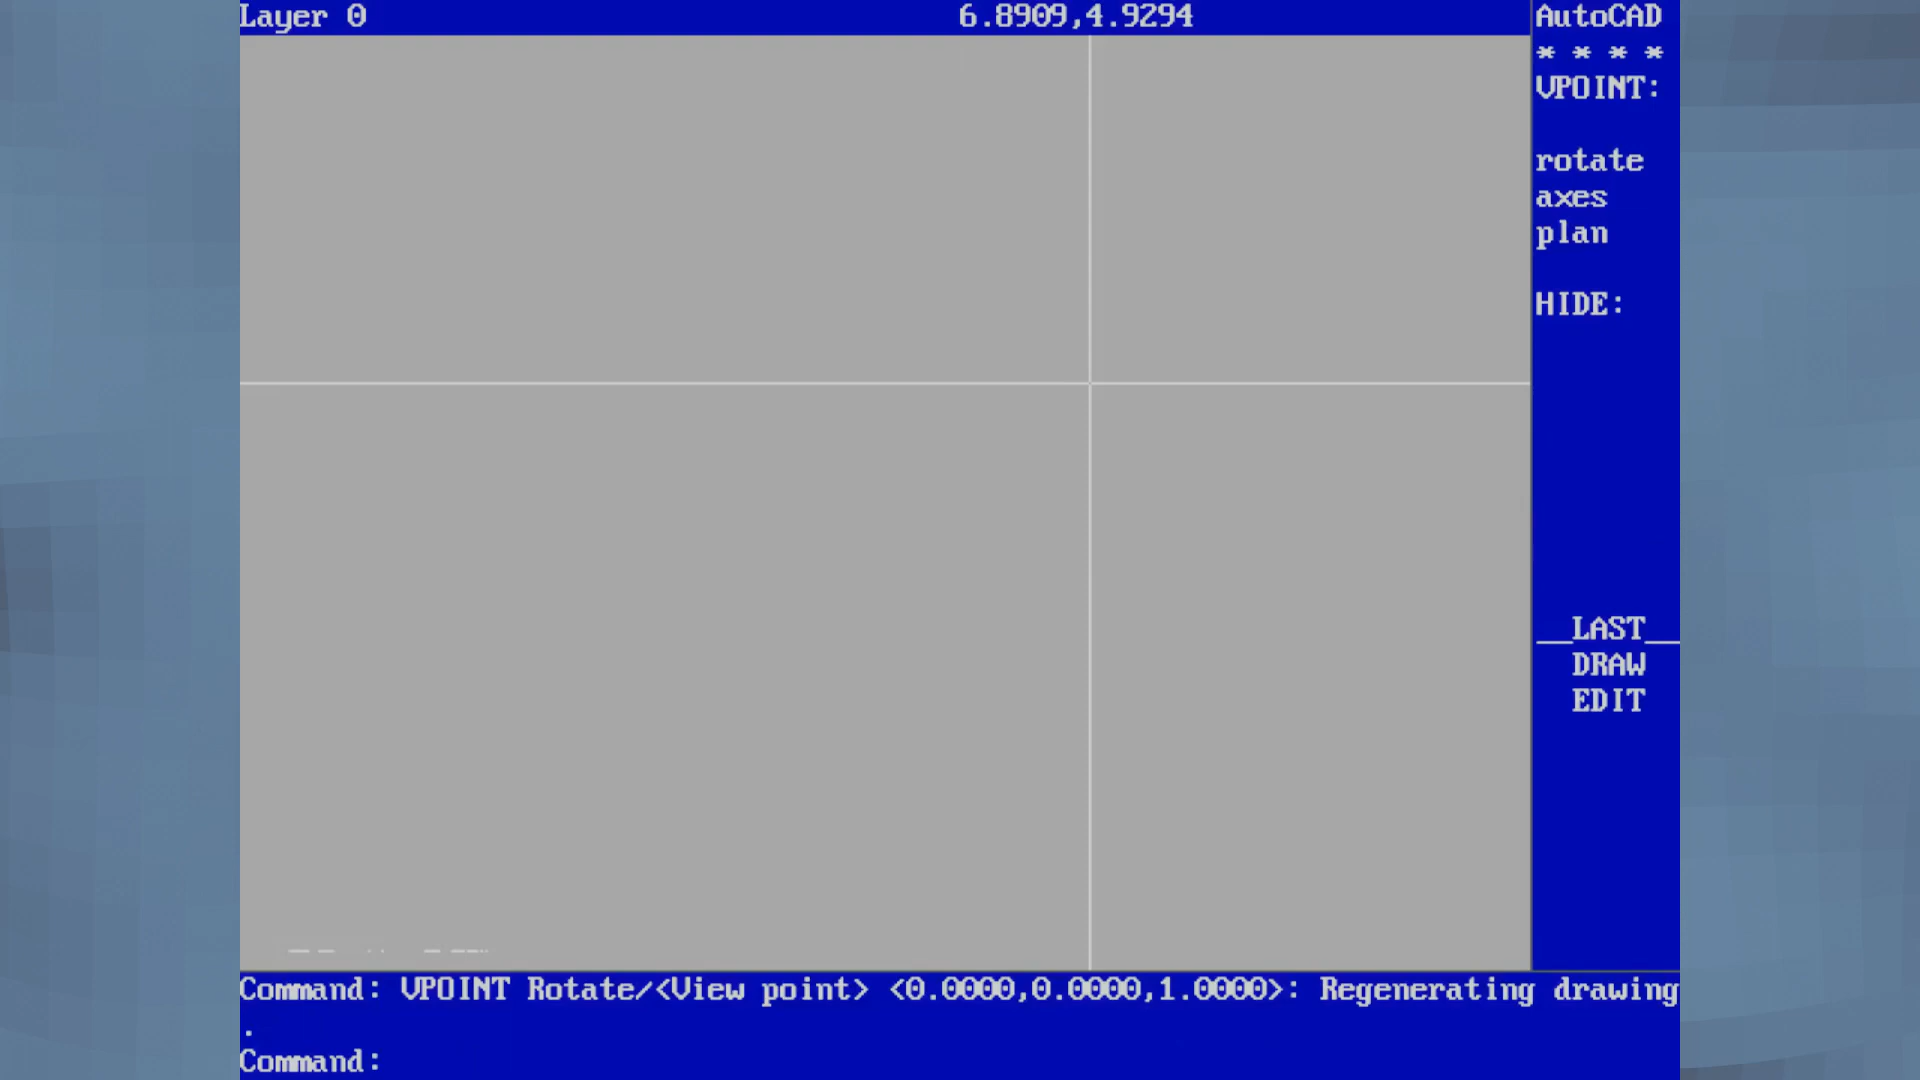 Layer 0 6.8909,4.9294 AutoCAD
* * * *
VPOINT:
rotate
axes
plan
HIDE:
__LAST__
DRAW
EDIT
Command: VPOINT Rotate/<View point> <0.0000,0.0000,1.0000>: Regenerating drawing
.
Command: